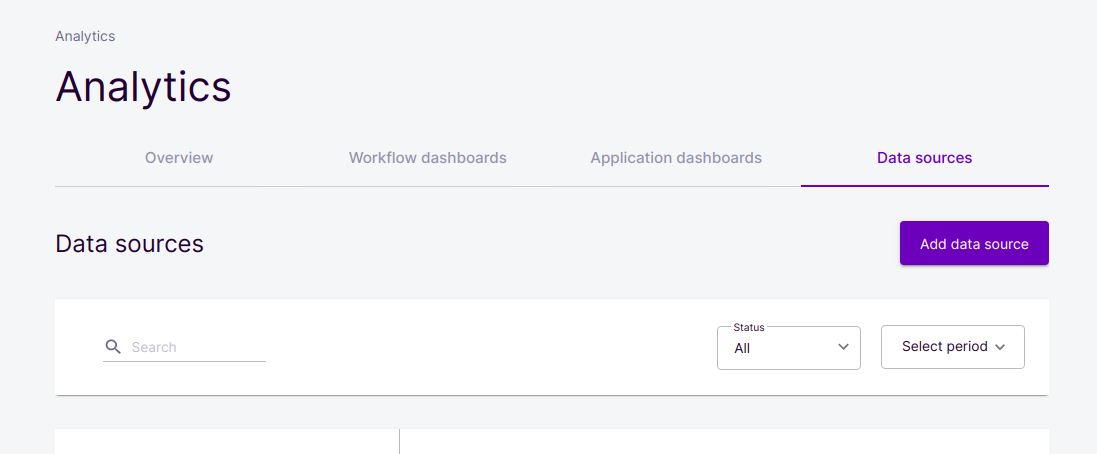 Analytics
Analytics
Overview Workflow dashboards Application dashboards Data sources
Data sources Add data source
Search Status All Select period